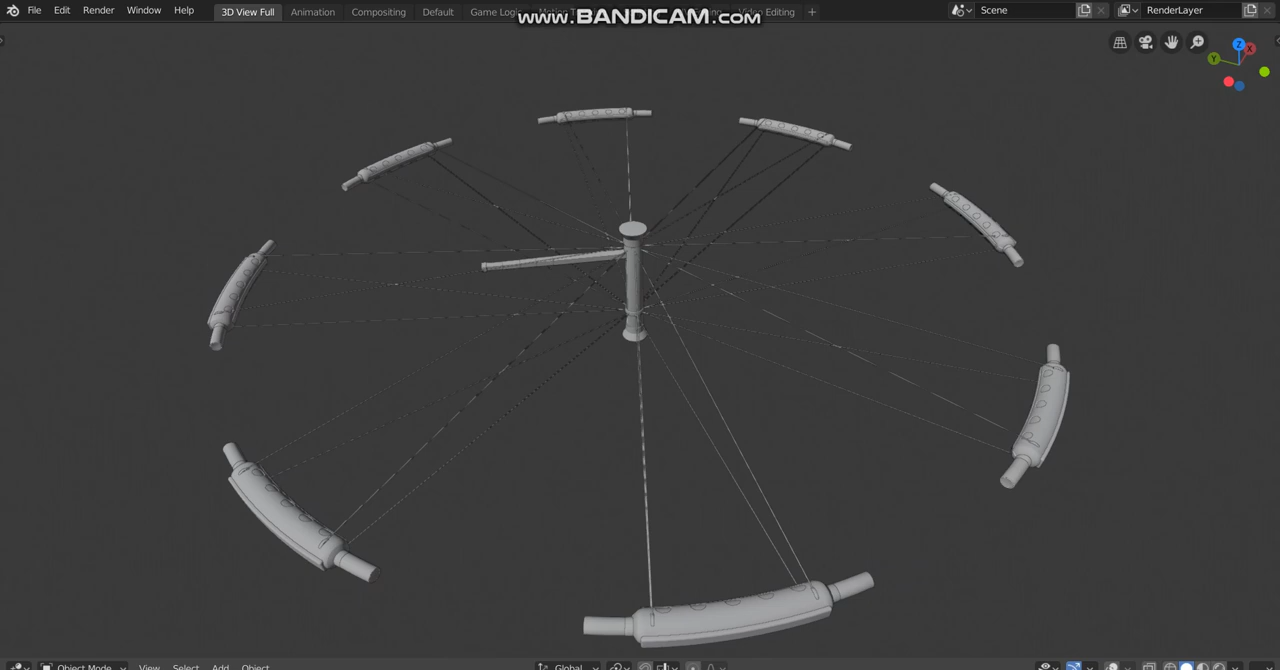 File Edit Render Window Help 3D View Full Animation Compositing Default Game Logic Motion Video Editing + Scene RenderLayer
www.BANDICAM.com
Z X Y
Object Mode View Select Add Object Global